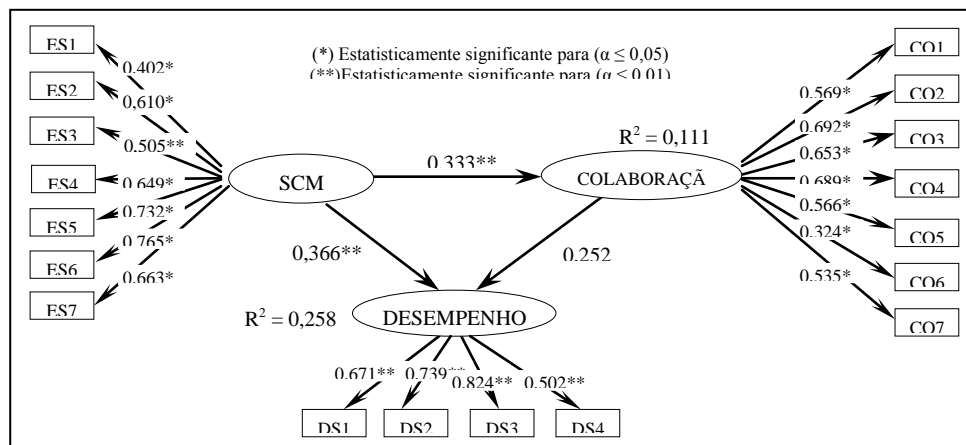 ES1
ES2
ES3
ES4
ES5
ES6
ES7
0.402*
0,610*
0.505**
0.649*
0.732*
0.765*
0.663*
(*) Estatisticamente significante para (α ≤ 0,05)
(**)Estatisticamente significante para (α < 0.01)
SCM
0.333**
R² = 0,111
COLABORAÇÃ
0,366**
0.252
R² = 0,258
DESEMPENHO
0.671**
0.739**
0.824**
0.502**
DS1
DS2
DS3
DS4
0.569*
0.692*
0.653*
0.689*
0.566*
0.324*
0.535*
CO1
CO2
CO3
CO4
CO5
CO6
CO7